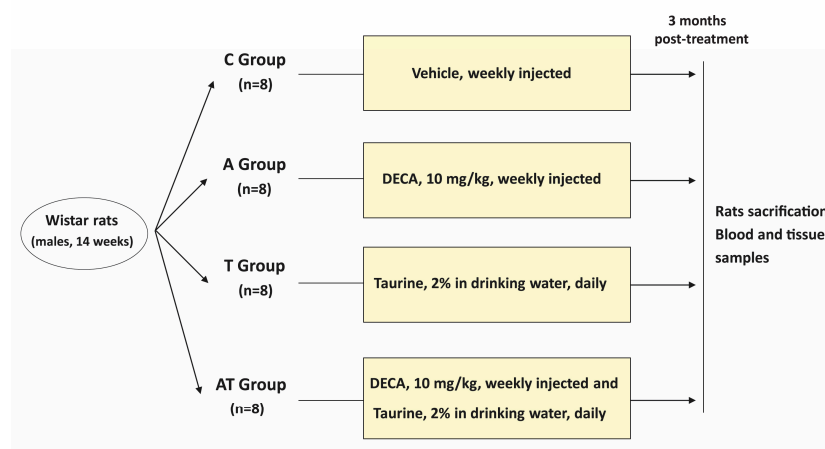 3 months
post-treatment
C Group
(n=8)
Vehicle, weekly injected
A Group
(n=8)
DECA, 10 mg/kg, weekly injected
Wistar rats
(males, 14 weeks)
Rats sacrification
Blood and tissue
samples
T Group
(n=8)
Taurine, 2% in drinking water, daily
AT Group
(n=8)
DECA, 10 mg/kg, weekly injected and
Taurine, 2% in drinking water, daily